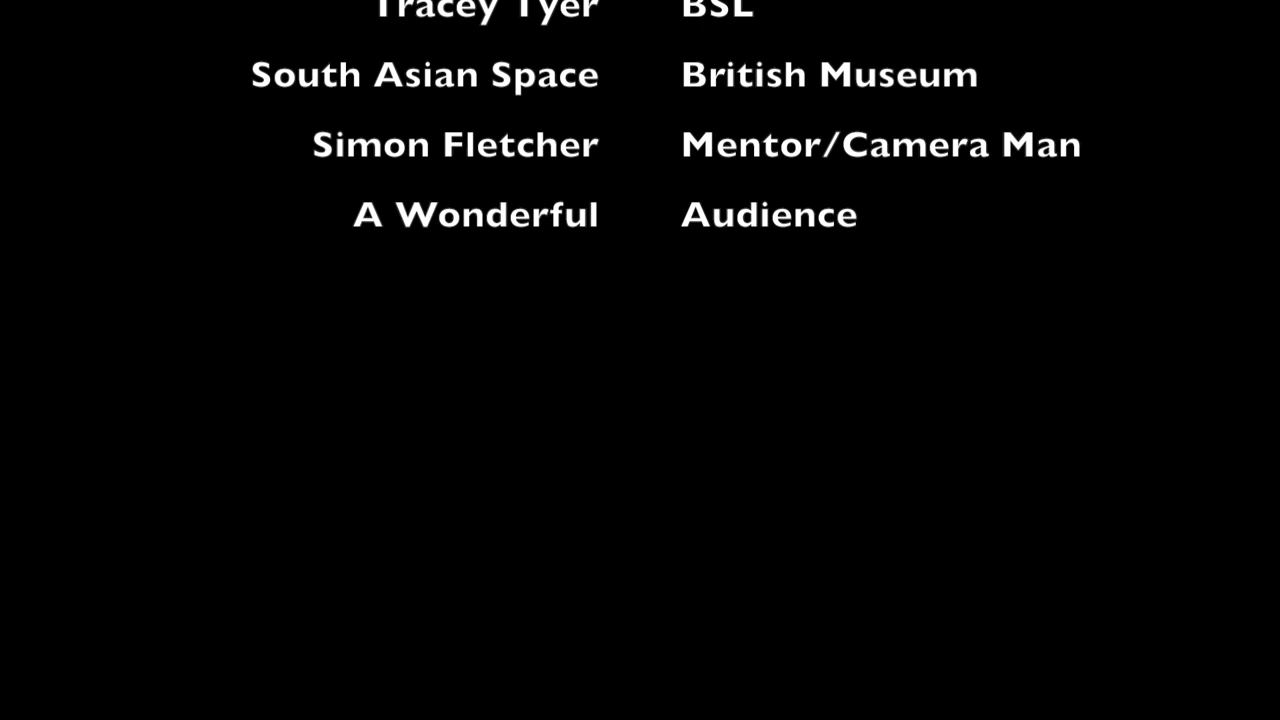 Tracey Tyer BSL
South Asian Space British Museum
Simon Fletcher Mentor/Camera Man
A Wonderful Audience